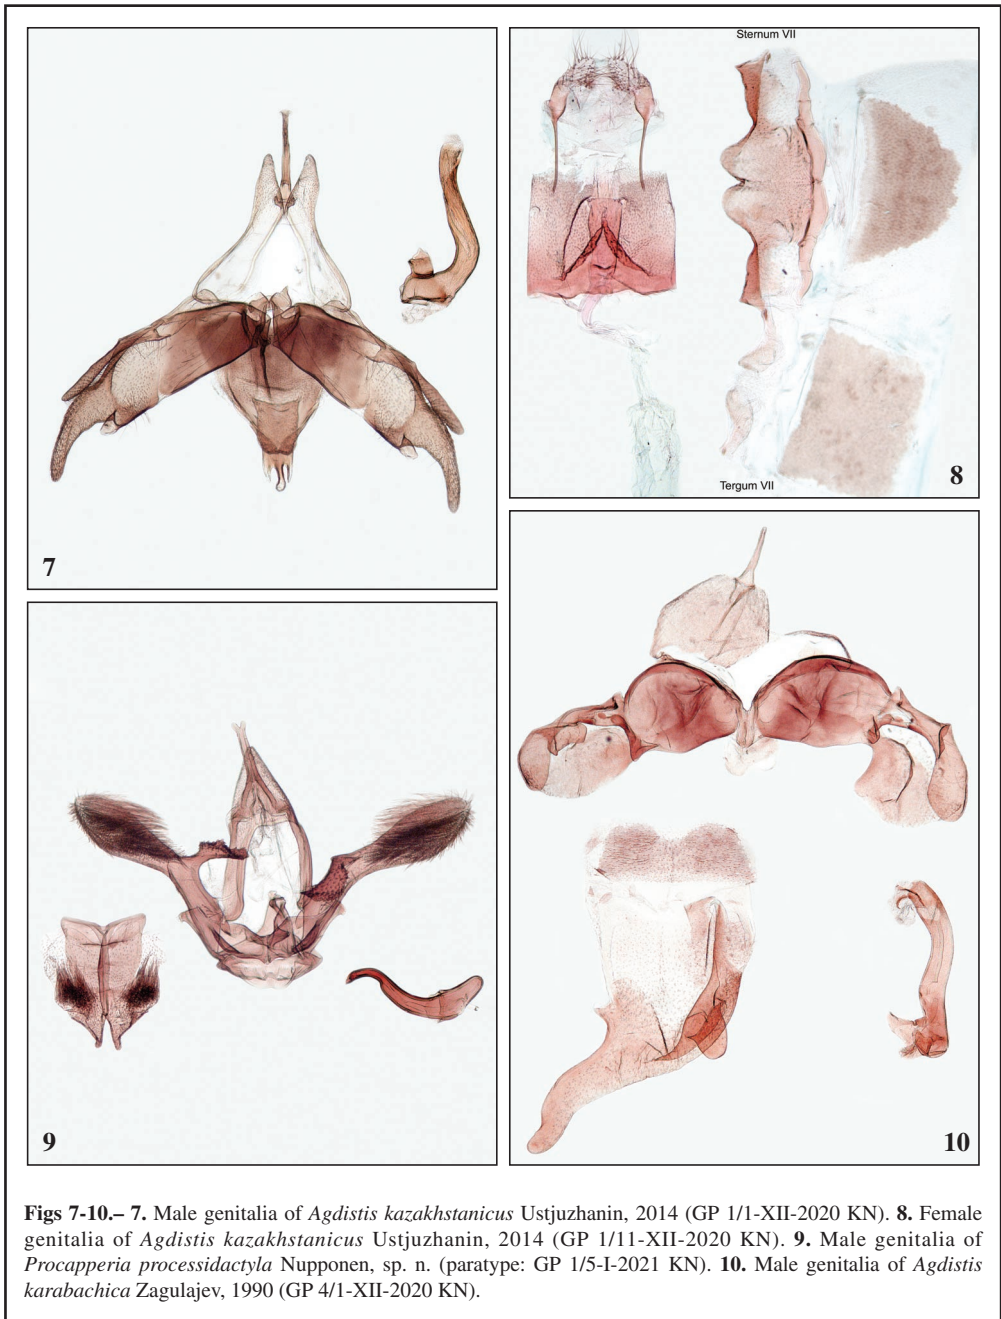 Sternum VII
Tergum VII
8
7
9
10
Figs 7-10.– 7. Male genitalia of Agdistis kazakhstanicus Ustjuzhanin, 2014 (GP 1/1-XII-2020 KN). 8. Female
genitalia of Agdistis kazakhstanicus Ustjuzhanin, 2014 (GP 1/11-XII-2020 KN). 9. Male genitalia of
Procapperia processidactyla Nupponen, sp. n. (paratype: GP 1/5-I-2021 KN). 10. Male genitalia of Agdistis
karabachica Zagulajev, 1990 (GP 4/1-XII-2020 KN).